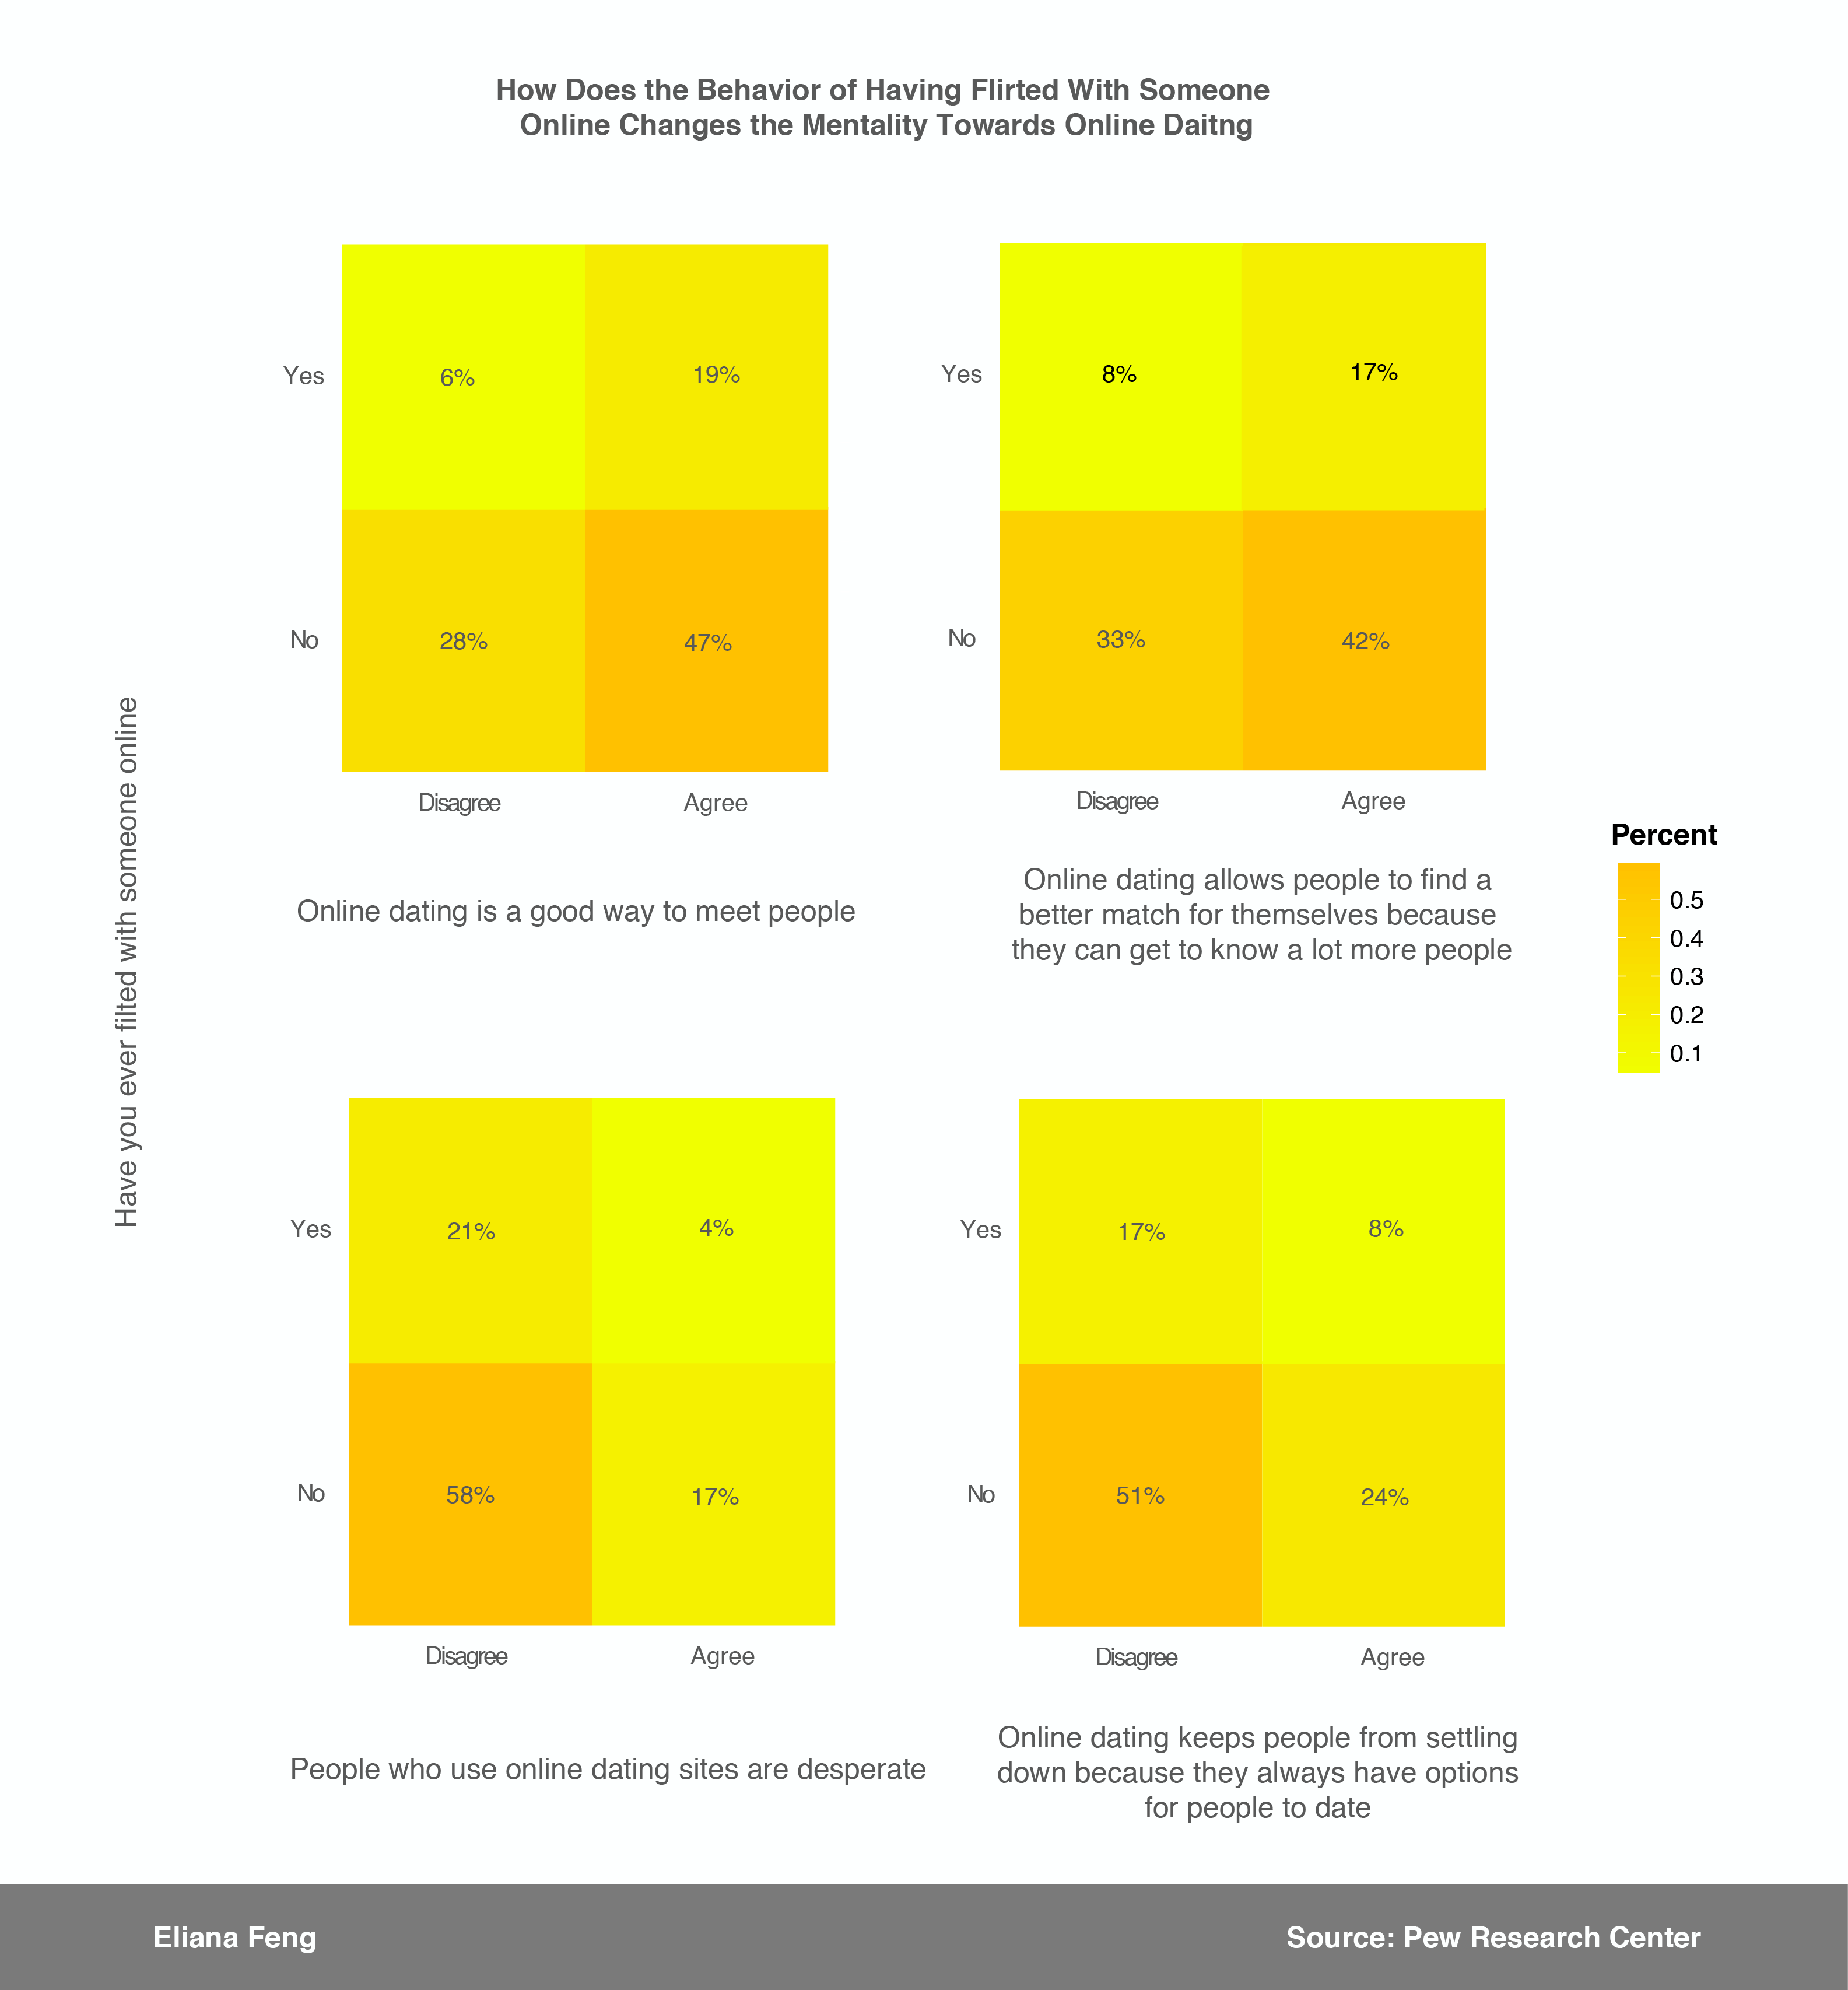 How Does the Behavior of Having Flirted With Someone
Online Changes the Mentality Towards Online Daitng
Have you ever filted with someone online
Yes
6%
19%
No
28%
47%
Disagree
Agree
Online dating is a good way to meet people
Yes
8%
17%
No
33%
42%
Disagree
Agree
Online dating allows people to find a
better match for themselves because
they can get to know a lot more people
Percent
0.5
0.4
0.3
0.2
0.1
Yes
21%
4%
No
58%
17%
Disagree
Agree
People who use online dating sites are desperate
Yes
17%
8%
No
51%
24%
Disagree
Agree
Online dating keeps people from settling
down because they always have options
for people to date
Eliana Feng
Source: Pew Research Center